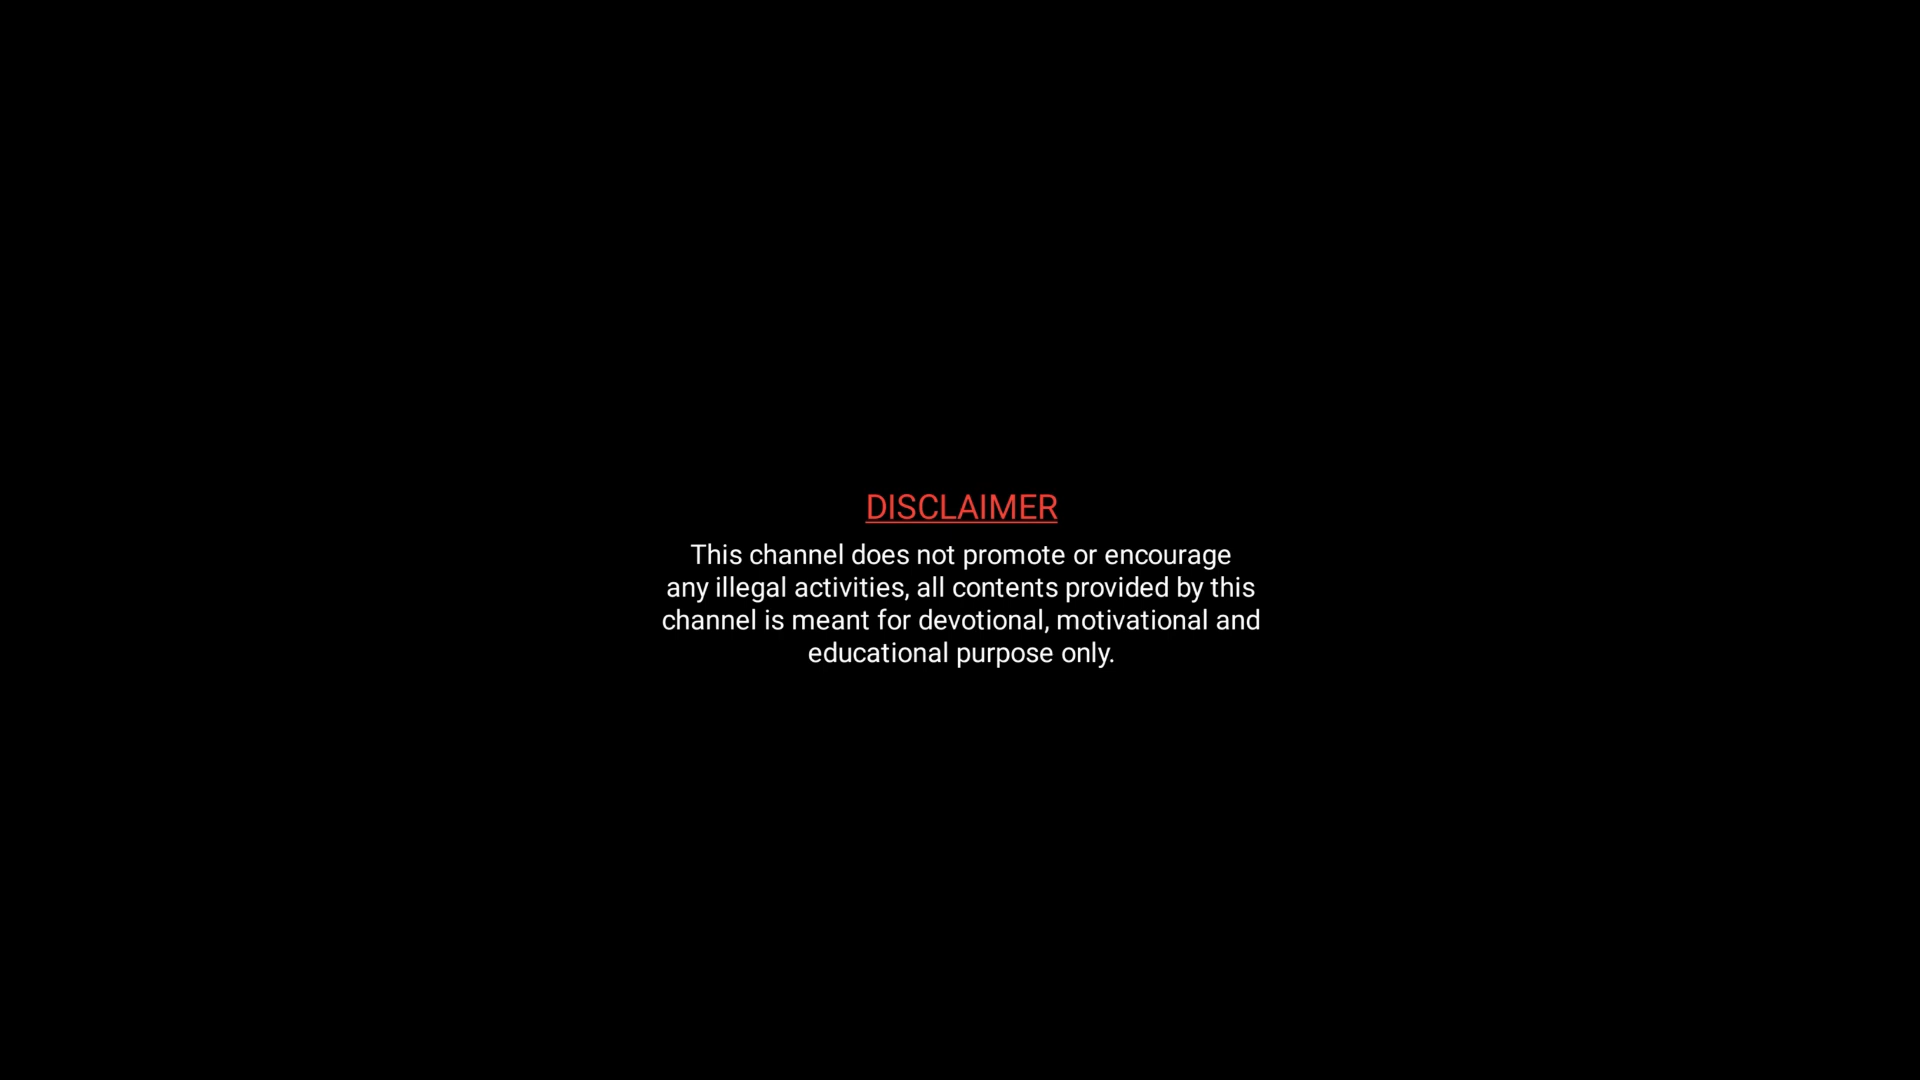 DISCLAIMER
This channel does not promote or encourage
any illegal activities, all contents provided by this
channel is meant for devotional, motivational and
educational purpose only.